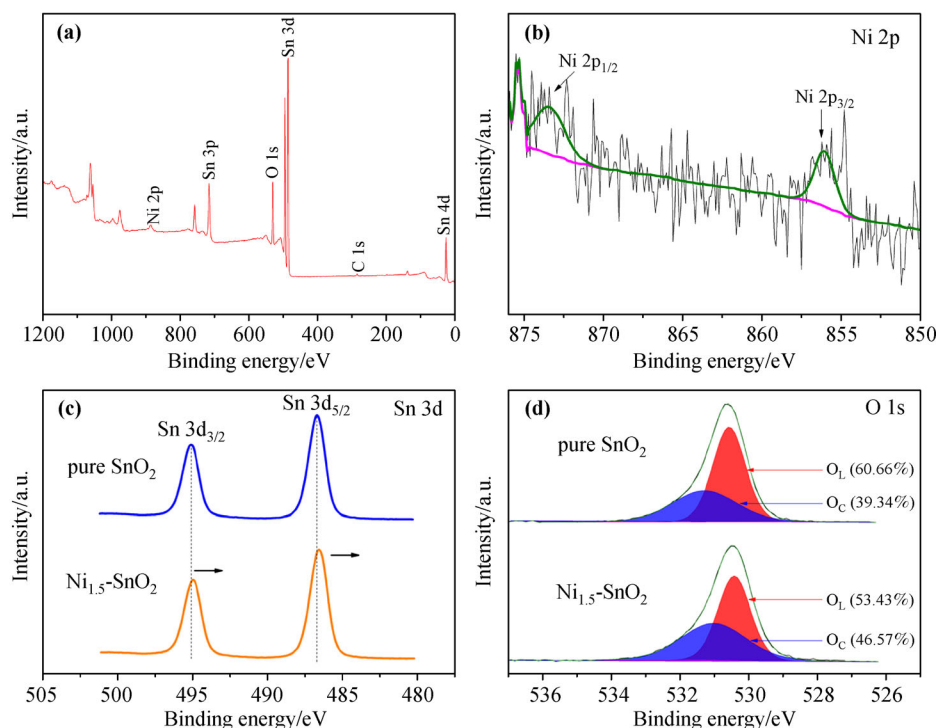 (a)
Sn 3d
Sn 3p
O 1s
Ni 2p
C 1s
Sn 4d
Intensity/a.u.
1200 1000 800 600 400 200 0
Binding energy/eV
(b) Ni 2p
Ni 2p1/2
Ni 2p3/2
Intensity/a.u.
875 870 865 860 855 850
Binding energy/eV
(c) Sn 3d
Sn 3d5/2
Sn 3d3/2
pure SnO2
Ni1.5-SnO2
Intensity/a.u.
505 500 495 490 485 480
Binding energy/eV
(d) O 1s
pure SnO2
OL (60.66%)
OC (39.34%)
Ni1.5-SnO2
OL (53.43%)
OC (46.57%)
Intensity/a.u.
536 534 532 530 528 526
Binding energy/eV